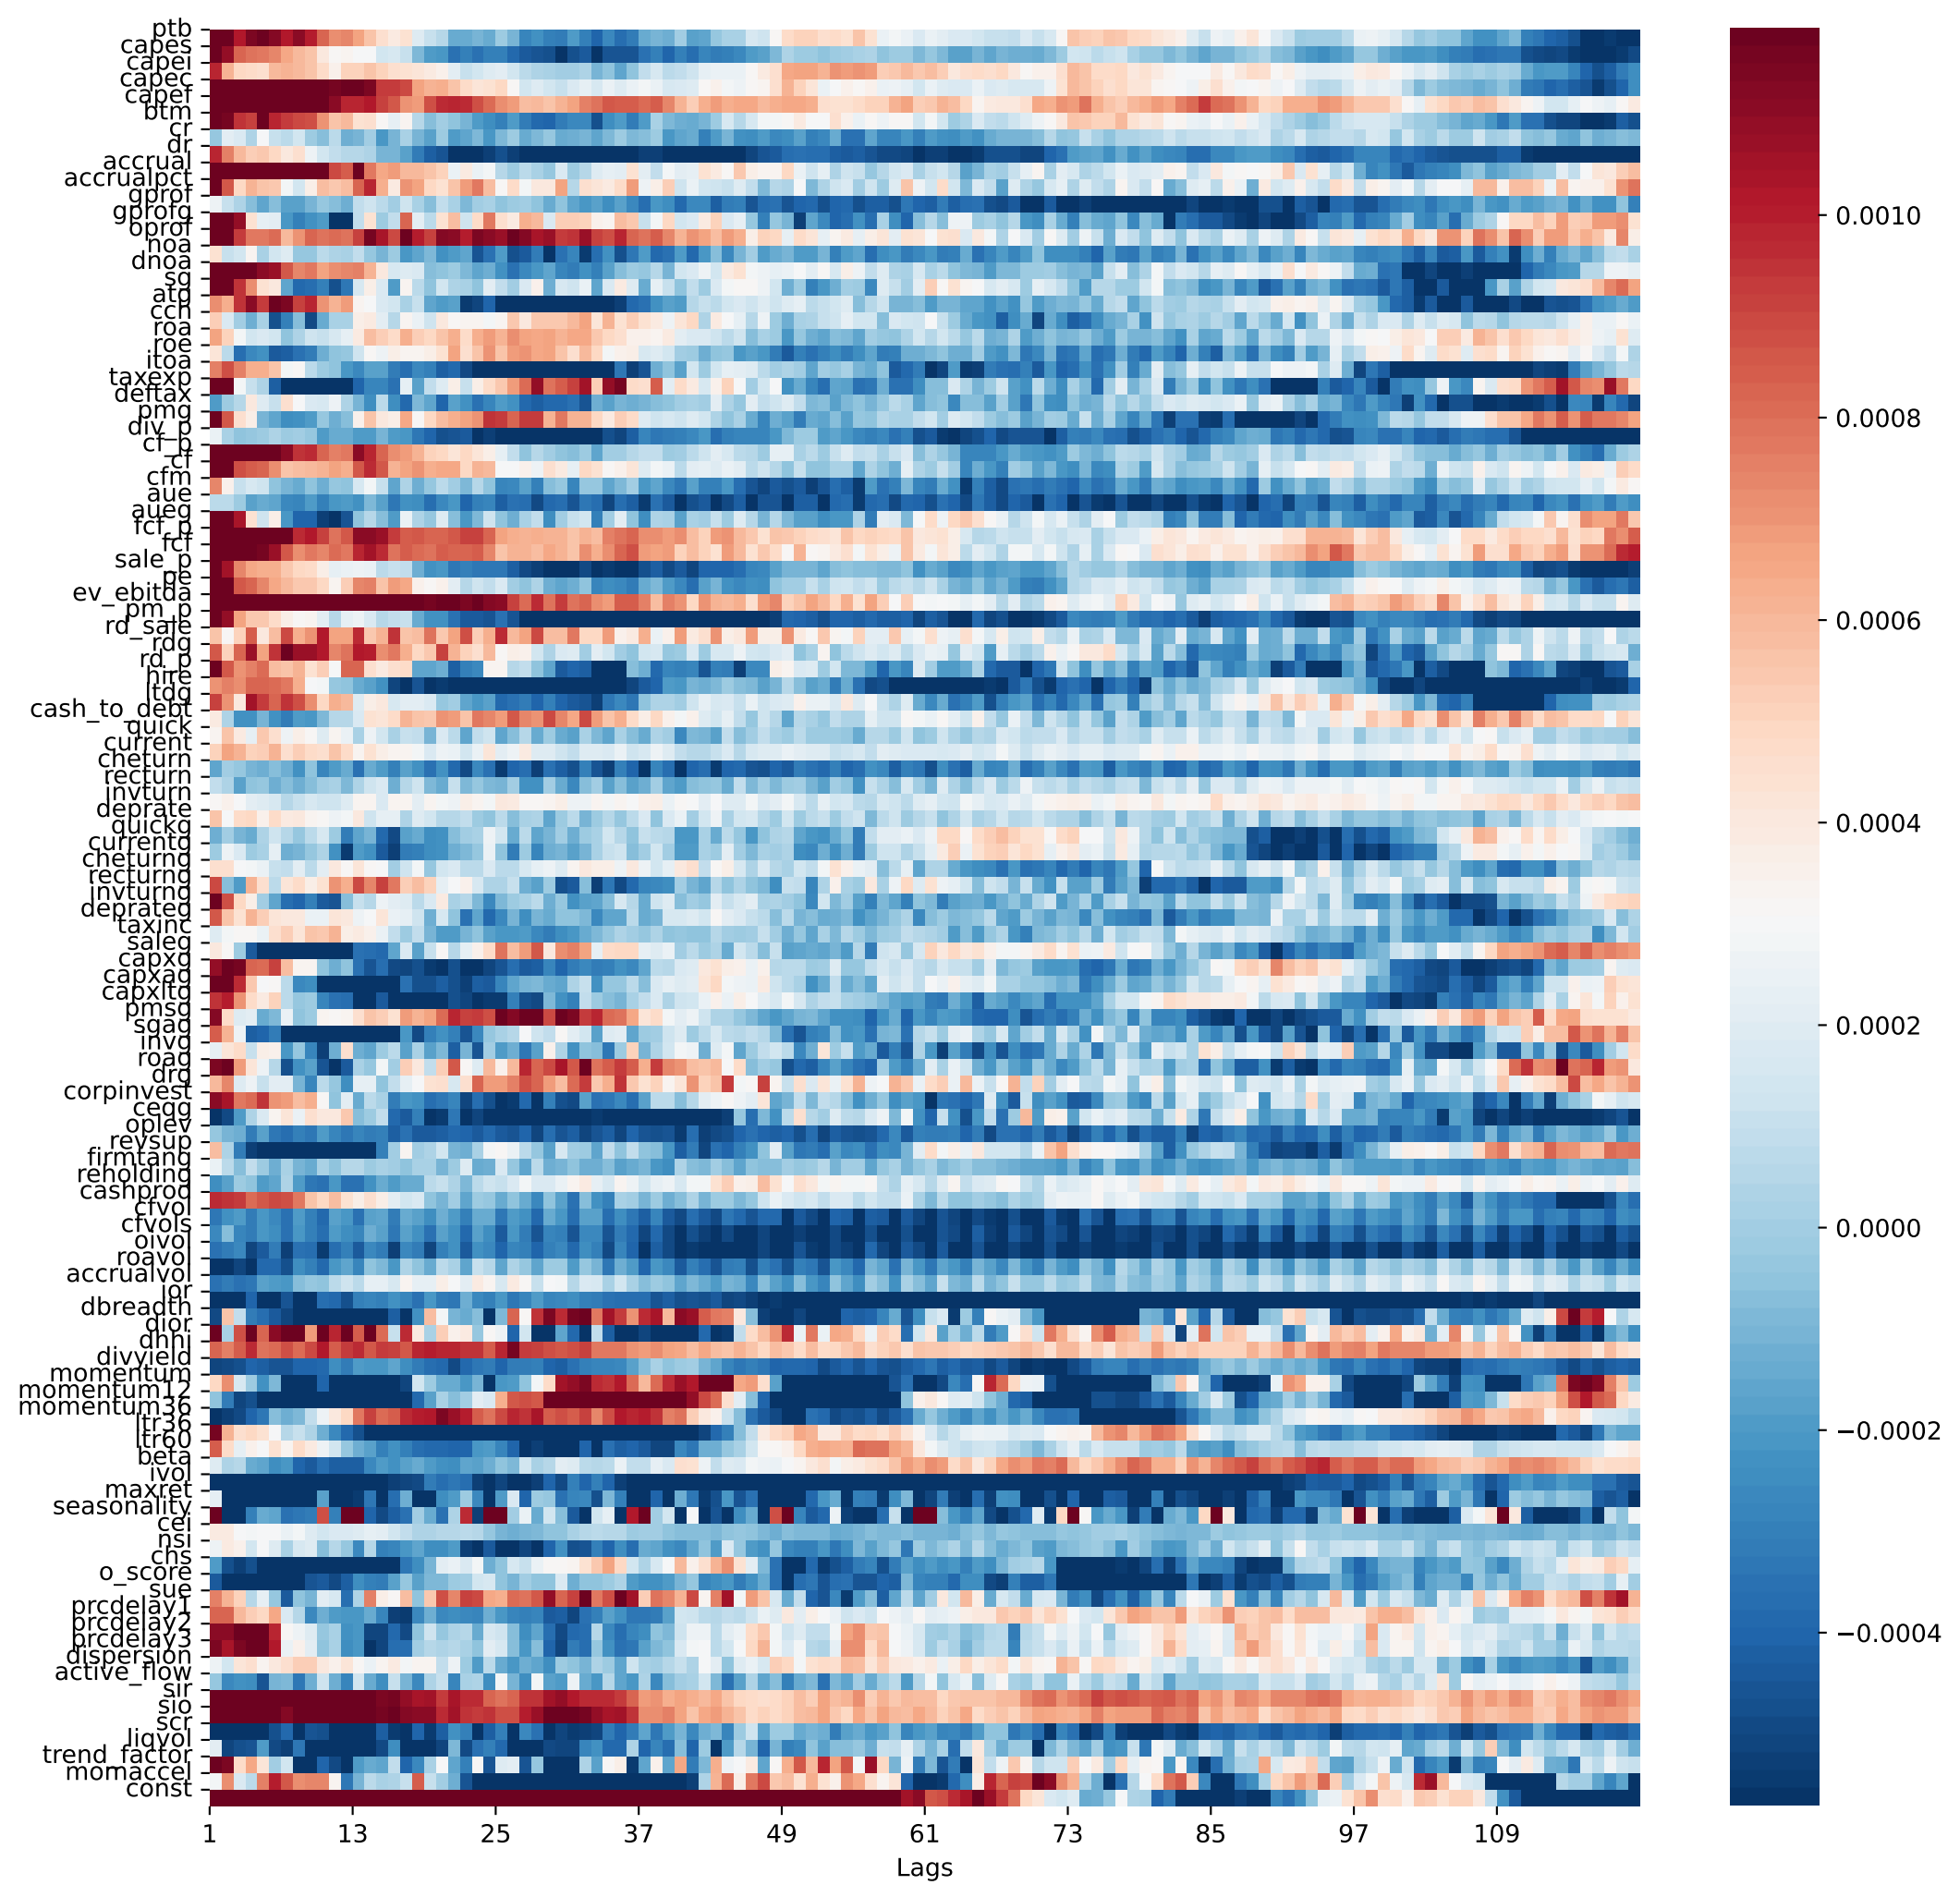 ptb
capes
capei
capec
capef
btm
cr
dr
accrual
accrualpct
gprof
gprofg
oprof
noa
dnoa
sg
atg
ccn
roa
roe
itoa
taxexp
deftax
pmg
div_p
cf_p
cf
cfm
aue
aueg
fcf_p
fcf
sale_p
pe
ev_ebitda
pm_p
rd_sale
rdg
rd_p
hire
ltdg
cash_to_debt
quick
current
cheturn
recturn
invturn
deprate
quickg
currentg
cheturng
recturng
invturng
deprateg
taxinc
saleg
capxg
capxag
capxitg
pmsg
sgag
invg
roag
drg
corpinvest
ceqg
oplev
revsup
firmtang
reholding
cashprod
cfvol
cfvols
oivol
roavol
accrualvol
ior
dbreadth
dior
dhhi
divyield
momentum
momentum12
momentum36
ltr36
ltr60
beta
ivol
maxret
seasonality
cei
nsi
chs
o_score
sue
prcdelay1
prcdelay2
prcdelay3
dispersion
active_flow
sir
sio
scr
liqvol
trend_factor
momaccel
const
1 13 25 37 49 61 73 85 97 109
Lags
0.0010
0.0008
0.0006
0.0004
0.0002
0.0000
−0.0002
−0.0004